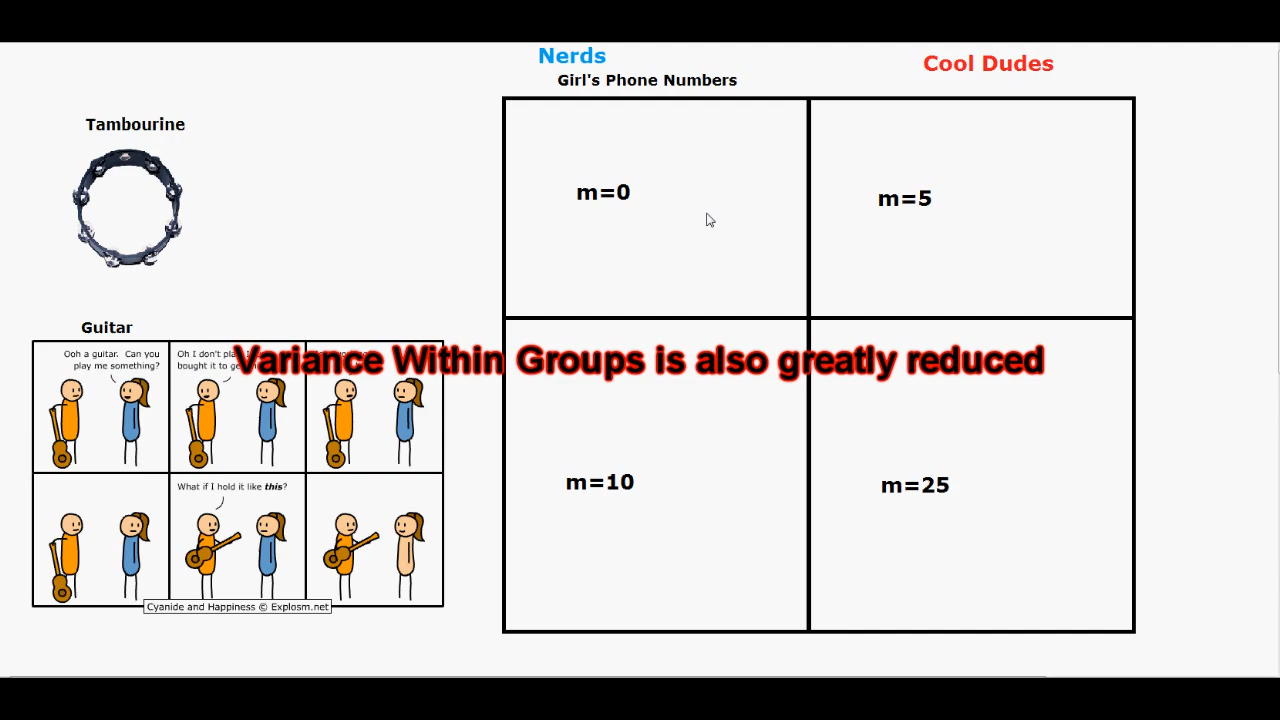 Nerds
Cool Dudes
Girl's Phone Numbers
Tambourine
m=0
m=5
Guitar
Ooh a guitar. Can you
play me something?
Oh I don't
bought it to
Variance Within Groups is also greatly reduced
m=10
m=25
What if I hold it like this?
Cyanide and Happiness © Explosm.net